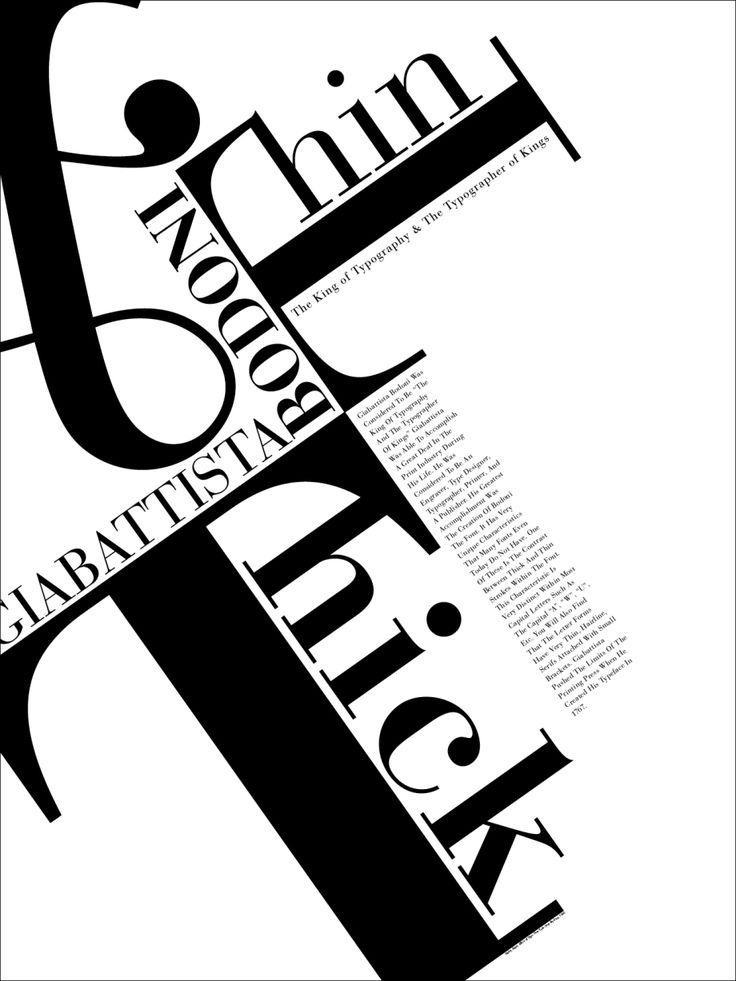 &
Thin
The King of Typography & The Typographer of Kings
BODONI
GIABATTISTA
Thick
Giabattista Bodoni Was
Considered To Be "The
King Of Typography
And The Typographer
Of Kings" Giabattista
Was Able To Accomplish
A Great Deal In The
Print Industry During
His Life. He Was
Considered To Be An
Engraver, Type Designer,
Typographer, Printer, And
A Publisher. His Greatest
Accomplishment Was
The Creation Of Bodoni
The Font. It Has Very
Unique Characteristics
That Many Fonts Even
Today Do Not Have. One
Of These Is The Contrast
Between Thick And Thin
Strokes Within The Font.
This Characteristic Is
Very Distinct Within Most
Capital Letters Such As
The Capital "A", "W", "U",
Etc. You Will Also Find
That The Letter Forms
Have Very Thin, Hairline,
Serifs Attached With Small
Brackets. Giabattista
Pushed The Limits Of The
Printing Press When He
Created His Typeface In
1767.